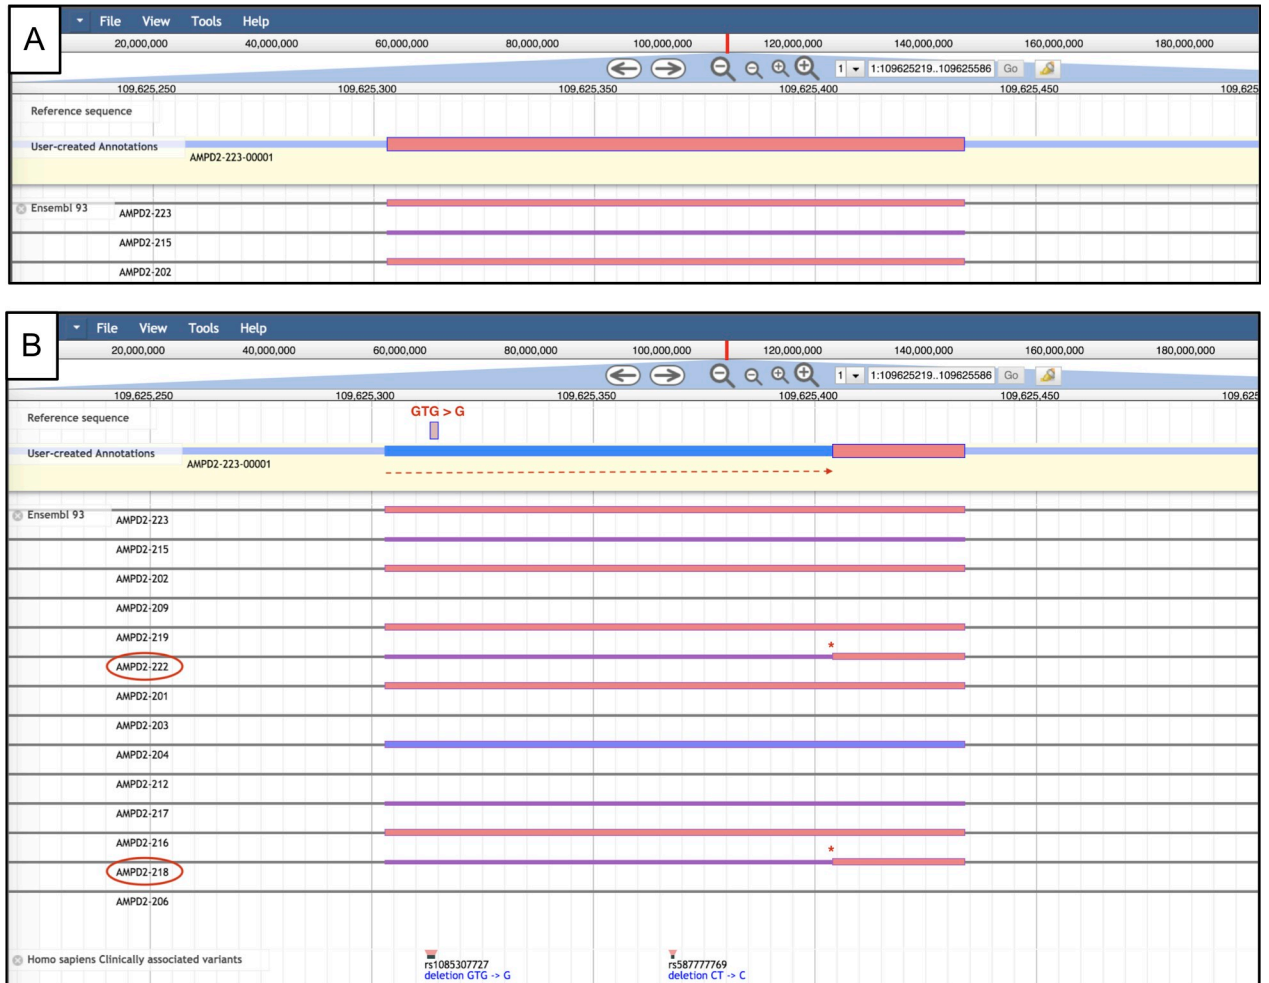 A
File View Tools Help
20,000,000 40,000,000 60,000,000 80,000,000 100,000,000 120,000,000 140,000,000 160,000,000 180,000,000
1 1:109625219..109625586 Go
109,625,250 109,625,300 109,625,350 109,625,400 109,625,450 109,625
Reference sequence
User-created Annotations
AMPD2-223-00001
Ensembl 93
AMPD2-223
AMPD2-215
AMPD2-202
B
File View Tools Help
20,000,000 40,000,000 60,000,000 80,000,000 100,000,000 120,000,000 140,000,000 160,000,000 180,000,000
1 1:109625219..109625586 Go
109,625,250 109,625,300 109,625,350 109,625,400 109,625,450 109,625
GTG > G
Reference sequence
User-created Annotations
AMPD2-223-00001
Ensembl 93
AMPD2-223
AMPD2-215
AMPD2-202
AMPD2-209
AMPD2-219
*
AMPD2-222
AMPD2-201
AMPD2-203
AMPD2-204
AMPD2-212
AMPD2-217
AMPD2-216
*
AMPD2-218
AMPD2-206
Homo sapiens Clinically associated variants
rs1085307727 rs587777769
deletion GTG -> G deletion CT -> C